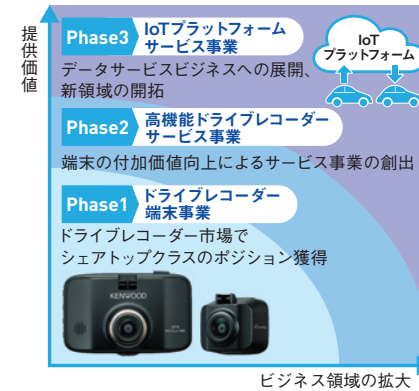 提供価値
Phase3
IoTプラットフォーム
サービス事業
IoT
プラットフォーム
データサービスビジネスへの展開、
新領域の開拓
Phase2
高機能ドライブレコーダー
サービス事業
端末の付加価値向上によるサービス事業の創出
Phase1
ドライブレコーダー
端末事業
ドライブレコーダー市場で
シェアトップクラスのポジション獲得
KENWOOD
ビジネス領域の拡大